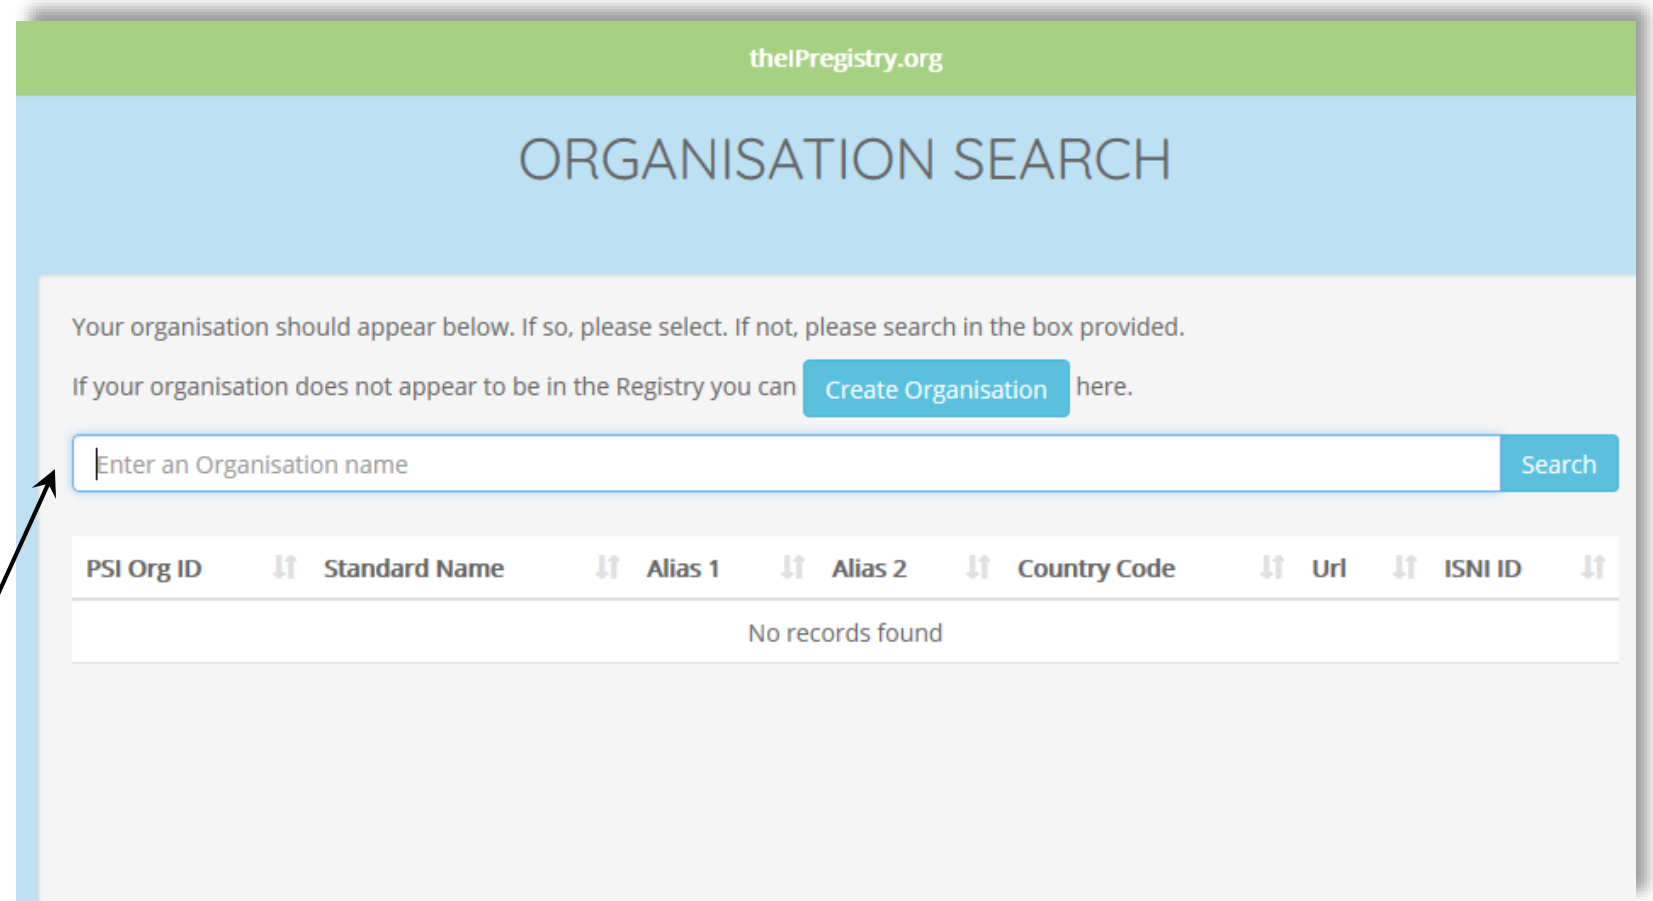 theIPregistry.org
ORGANISATION SEARCH
Your organisation should appear below. If so, please select. If not, please search in the box provided.
If your organisation does not appear to be in the Registry you can Create Organisation here.
Enter an Organisation name Search
PSI Org ID Standard Name Alias 1 Alias 2 Country Code Url ISNI ID
No records found